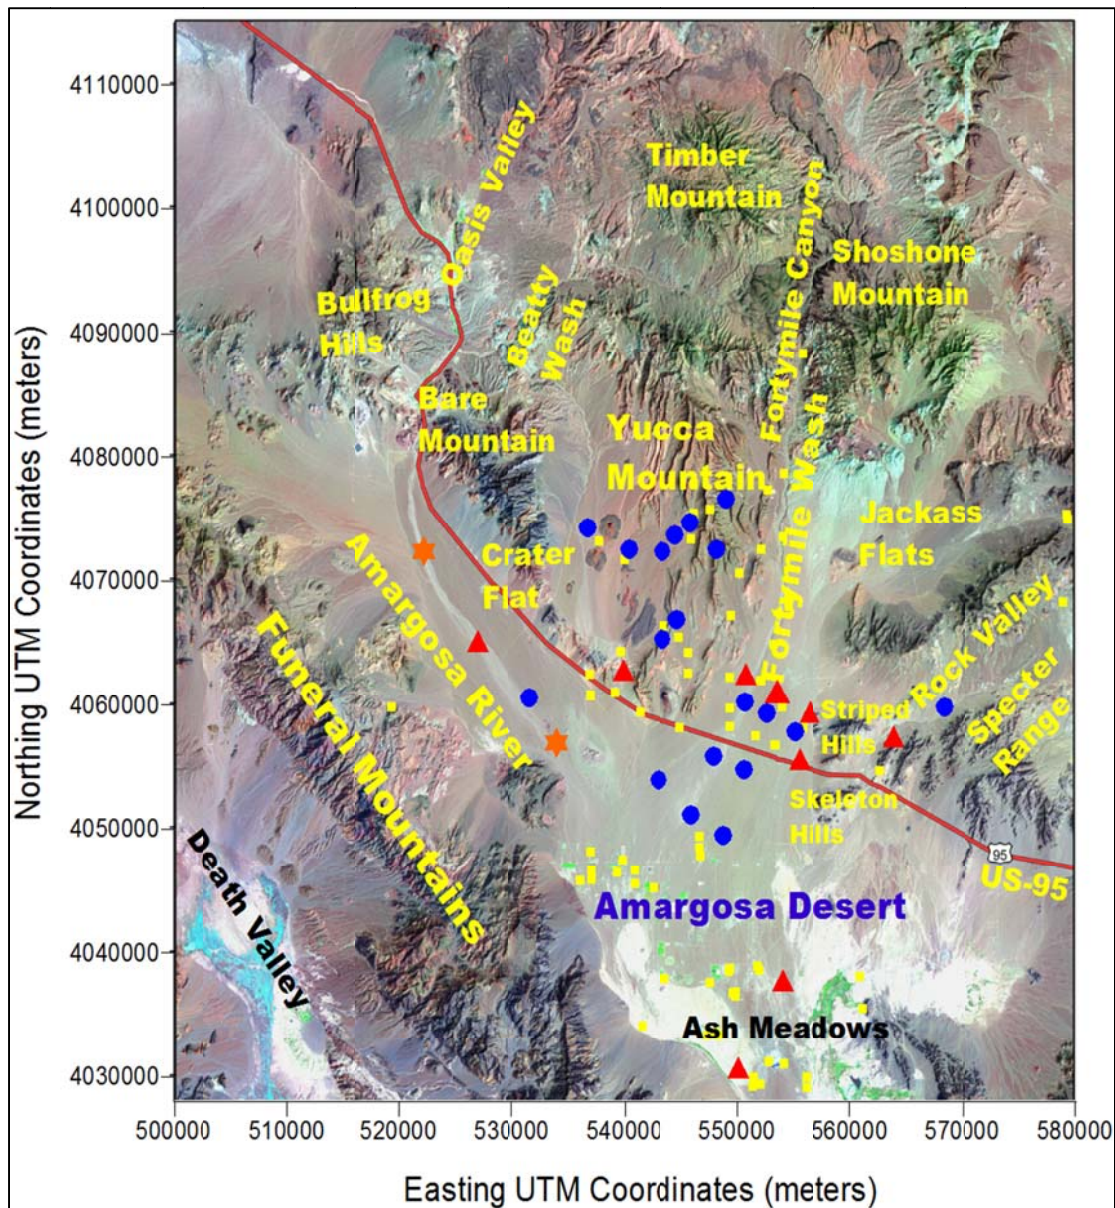 4110000
4100000
4090000
4080000
4070000
4060000
4050000
4040000
4030000
Northing UTM Coordinates (meters)
Oasis Valley
Timber
Mountain
Fortymile Canyon
Shoshone
Mountain
Bullfrog
Hills
Beatty
Wash
Bare
Mountain
Yucca
Mountain
Fortymile Wash
Jackass
Flats
Crater
Flat
Amargosa River
Funeral Mountains
Rock Valley
Specter
Range
Striped
Hills
Skeleton
Hills
95
US-95
Death Valley
Amargosa Desert
Ash Meadows
500000 510000 520000 530000 540000 550000 560000 570000 580000
Easting UTM Coordinates (meters)